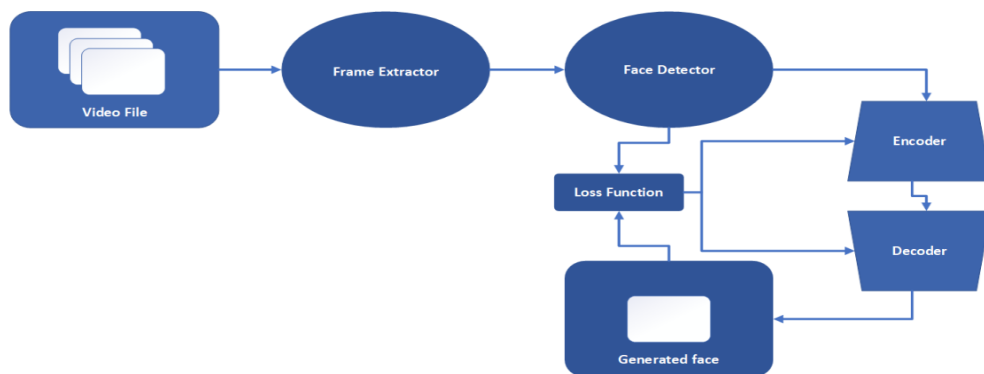 Video File
Frame Extractor
Face Detector
Encoder
Loss Function
Decoder
Generated face